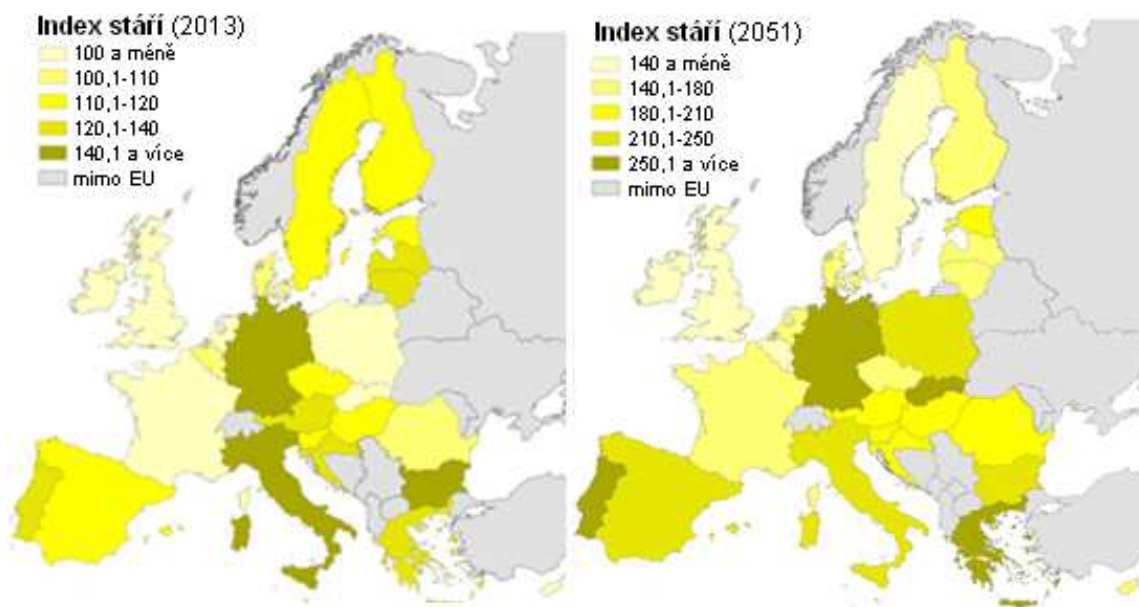 Index stáří (2013)
100 a méně
100,1-110
110,1-120
120,1-140
140,1 a více
mimo EU
Index stáří (2051)
140 a méně
140,1-180
180,1-210
210,1-250
250,1 a více
mimo EU